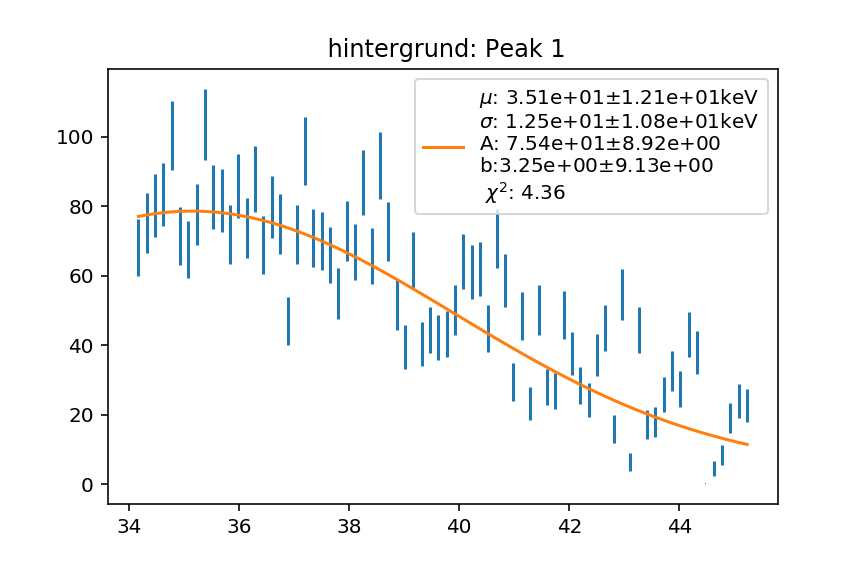 hintergrund: Peak 1
μ: 3.51e+01±1.21e+01keV
σ: 1.25e+01±1.08e+01keV
A: 7.54e+01±8.92e+00
b:3.25e+00±9.13e+00
χ²: 4.36
100
80
60
40
20
0
34 36 38 40 42 44